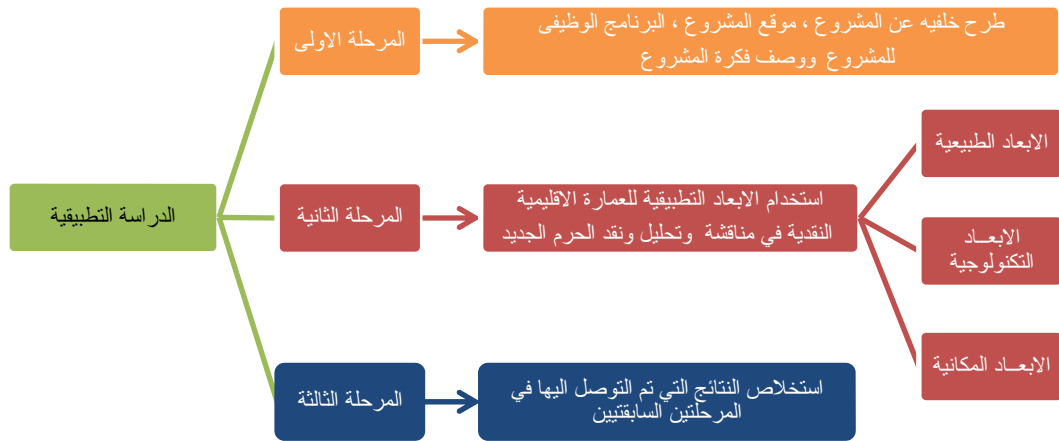 الدراسة التطبيقية
المرحلة الاولى
طرح خلفيه عن المشروع ، موقع المشروع ، البرنامج الوظيفى
للمشروع ووصف فكرة المشروع
المرحلة الثانية
استخدام الابعاد التطبيقية للعمارة الاقليمية
النقدية في مناقشة وتحليل ونقد الحرم الجديد
الابعاد الطبيعية
الابعـاد
التكنولوجية
الابعـاد المكانية
المرحلة الثالثة
استخلاص النتائج التي تم التوصل اليها في
المرحلتين السابقتيين